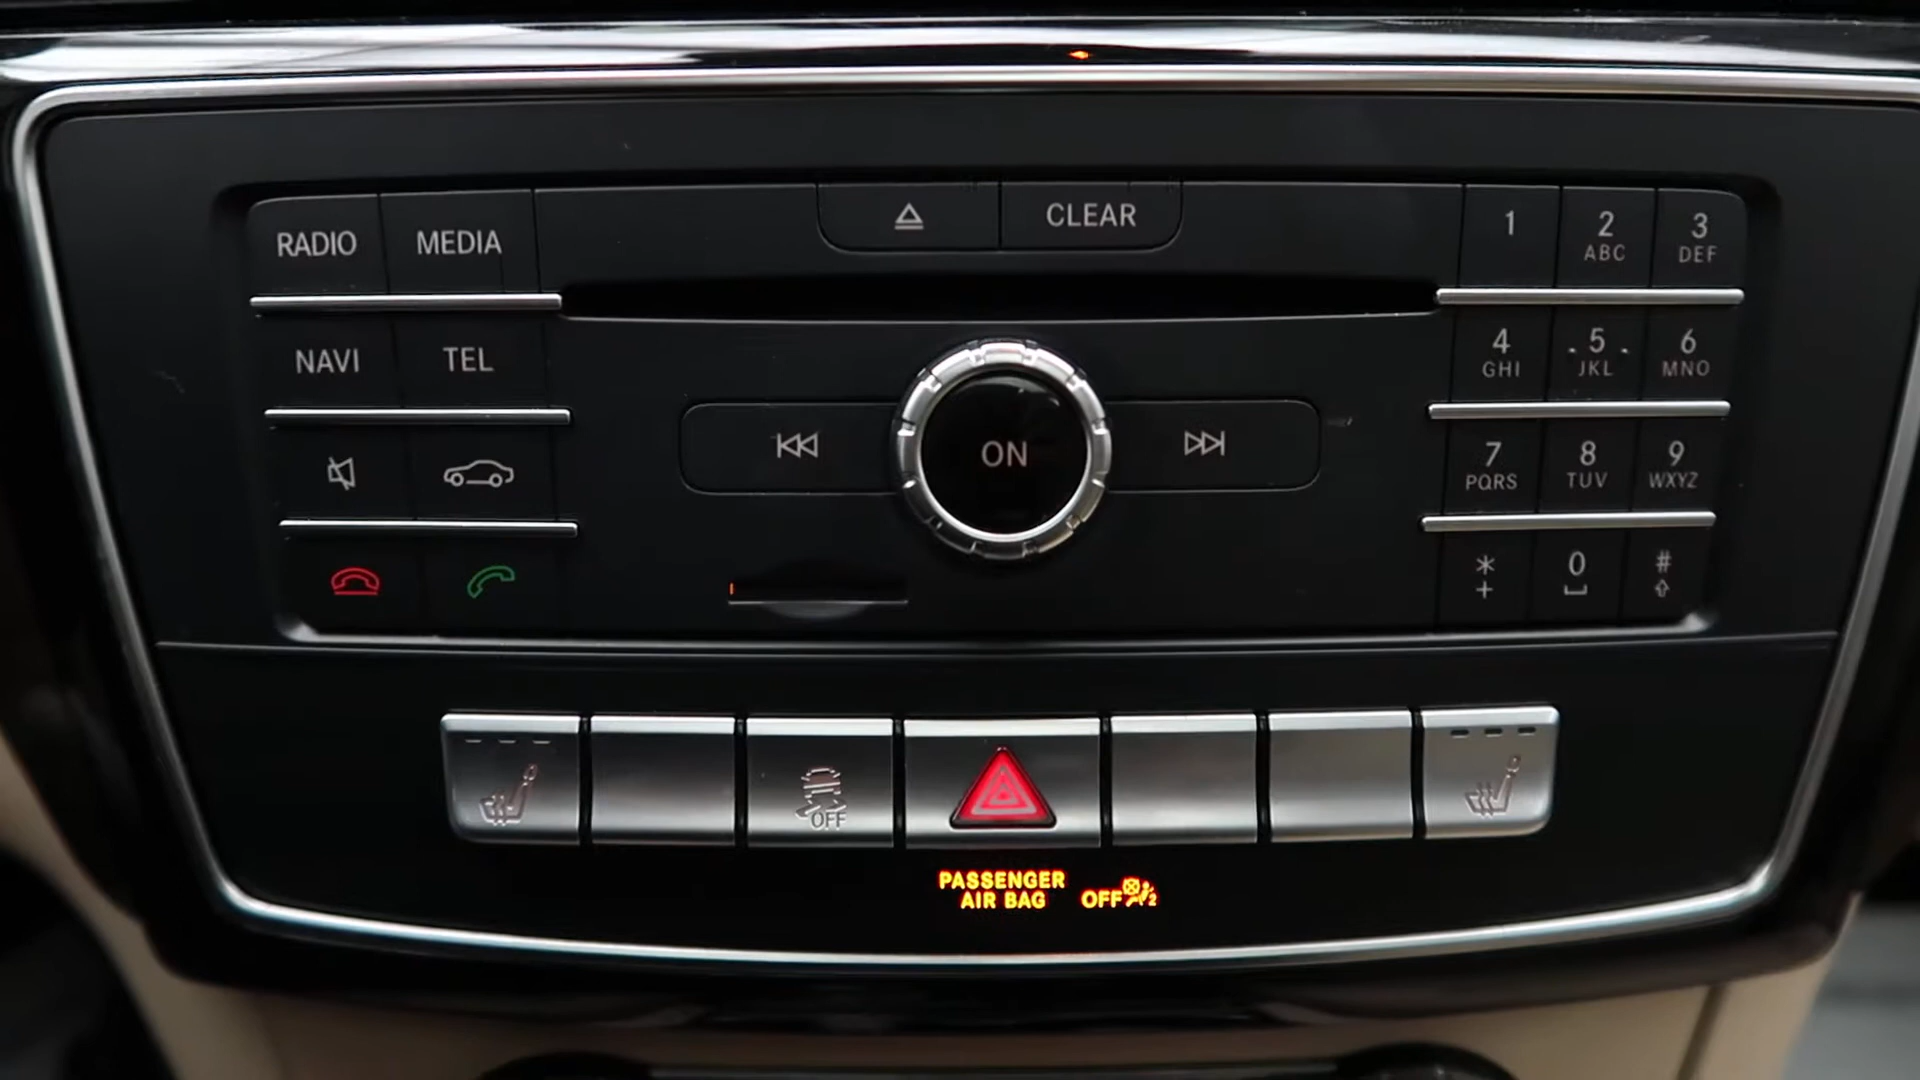 RADIO MEDIA
CLEAR
1 2 3
ABC DEF
NAVI TEL
4 5 6
GHI JKL MNO
ON
7 8 9
PQRS TUV WXYZ
* 0 #
+
OFF
PASSENGER
AIR BAG OFF 2